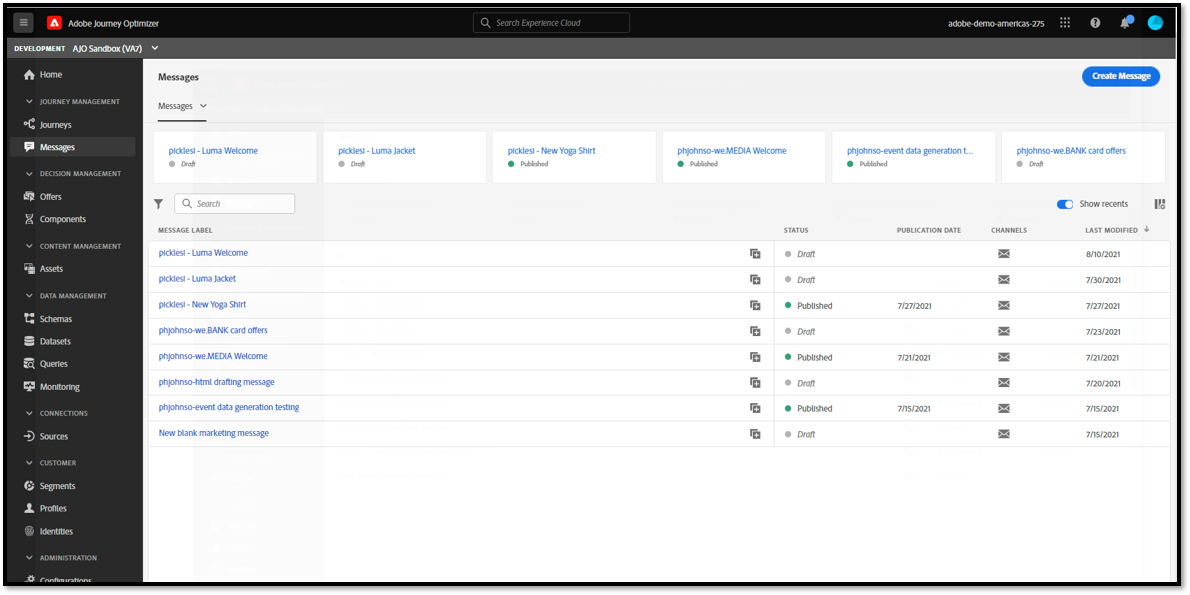 Adobe Journey Optimizer
Search Experience Cloud
adobe-demo-americas-275
DEVELOPMENT AJO Sandbox (VA7)
Home
JOURNEY MANAGEMENT
Journeys
Messages
DECISION MANAGEMENT
Offers
Components
CONTENT MANAGEMENT
Assets
DATA MANAGEMENT
Schemas
Datasets
Queries
Monitoring
CONNECTIONS
Sources
CUSTOMER
Segments
Profiles
Identities
ADMINISTRATION
Configurations
Messages
Create Message
Messages
picklesi - Luma Welcome
Draft
picklesi - Luma Jacket
Draft
picklesi - New Yoga Shirt
Published
phjohnso-we.MEDIA Welcome
Published
phjohnso-event data generation t...
Published
phjohnso-we.BANK card offers
Draft
Search
Show recents
MESSAGE LABEL STATUS PUBLICATION DATE CHANNELS LAST MODIFIED
picklesi - Luma Welcome Draft 8/10/2021
picklesi - Luma Jacket Draft 7/30/2021
picklesi - New Yoga Shirt Published 7/27/2021 7/27/2021
phjohnso-we.BANK card offers Draft 7/23/2021
phjohnso-we.MEDIA Welcome Published 7/21/2021 7/21/2021
phjohnso-html drafting message Draft 7/20/2021
phjohnso-event data generation testing Published 7/15/2021 7/15/2021
New blank marketing message Draft 7/15/2021